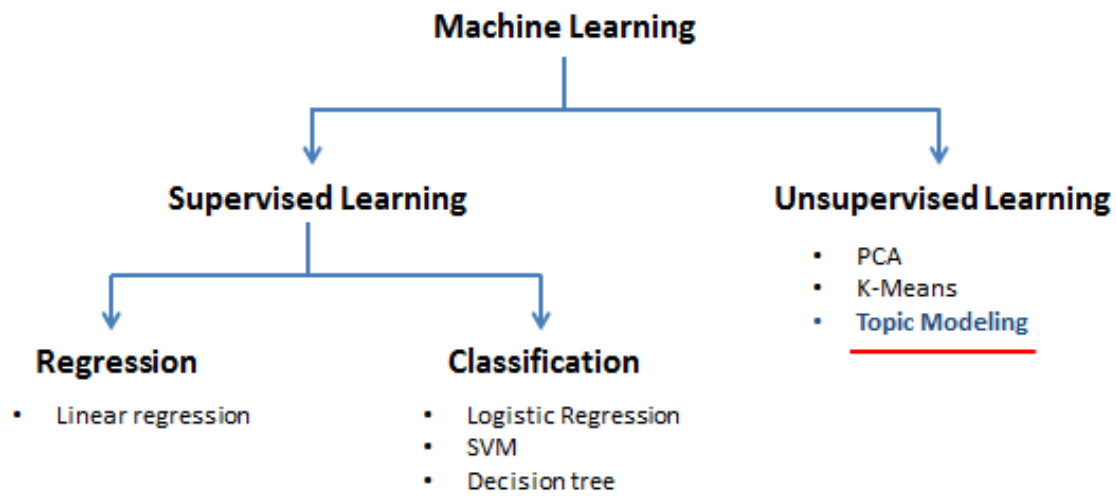 Machine Learning
Supervised Learning
Unsupervised Learning
• PCA
• K-Means
• Topic Modeling
Regression
• Linear regression
Classification
• Logistic Regression
• SVM
• Decision tree